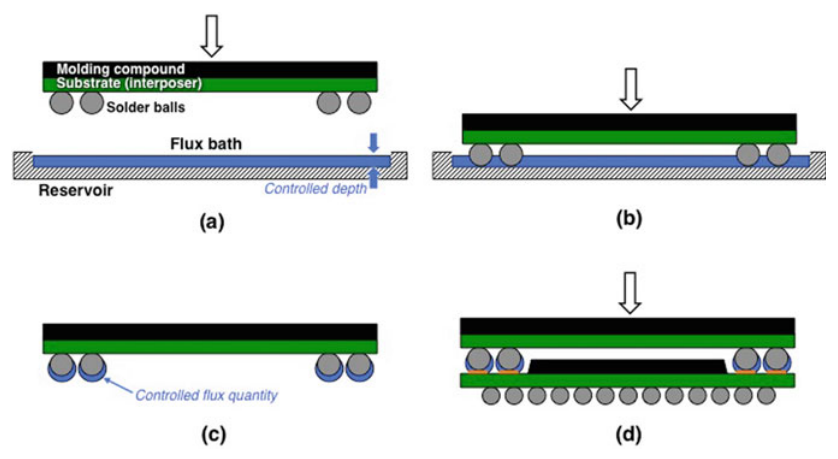 Molding compound
Substrate (interposer)
Solder balls
Flux bath
Reservoir
Controlled depth
(a)
(b)
Controlled flux quantity
(c)
(d)